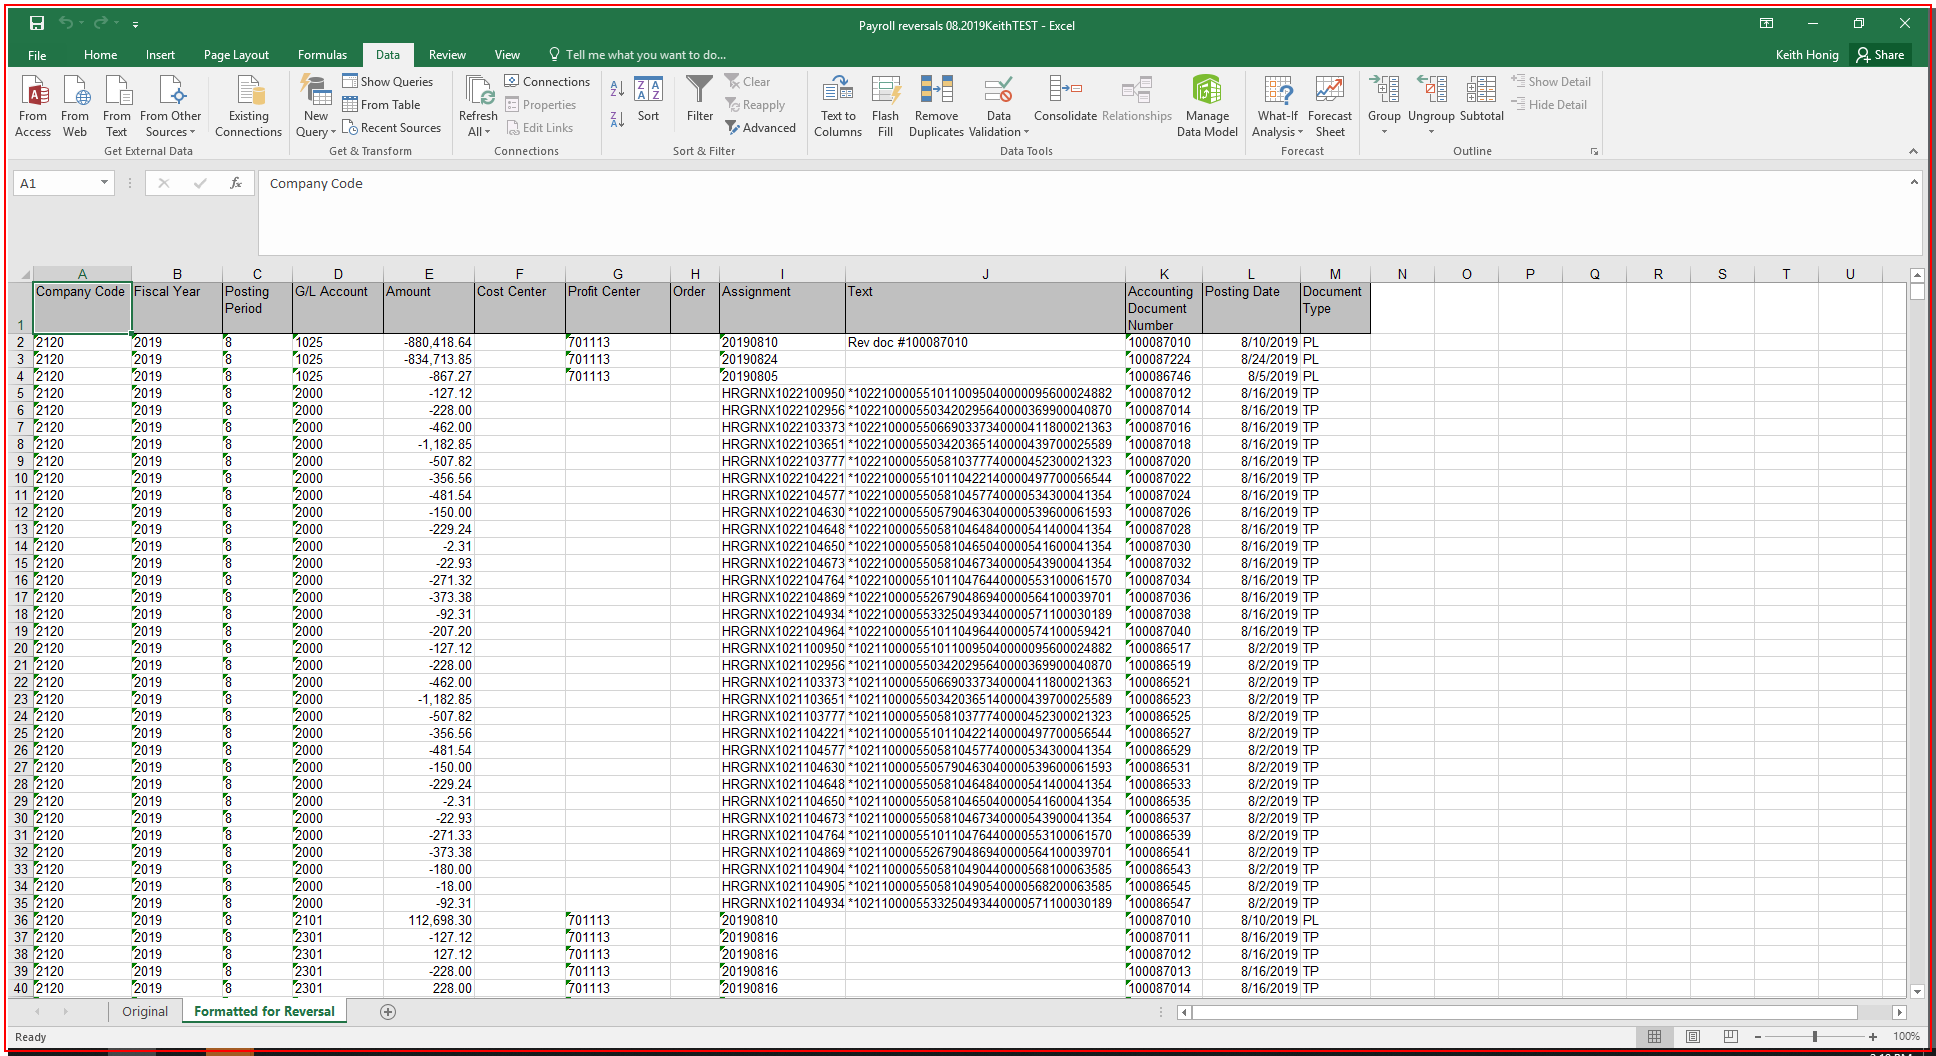 Payroll reversals 08.2019KeithTEST - Excel
File Home Insert Page Layout Formulas Data Review View Tell me what you want to do... Keith Honig Share
From Access From Web From Text From Other Sources Existing Connections New Query Show Queries From Table Recent Sources Refresh All Connections Properties Edit Links Sort Filter Clear Reapply Advanced Text to Columns Flash Fill Remove Duplicates Data Validation Consolidate Relationships Manage Data Model What-If Analysis Forecast Sheet Group Ungroup Subtotal Show Detail Hide Detail
Get External Data Get & Transform Connections Sort & Filter Data Tools Forecast Outline
A1 fx Company Code
A B C D E F G H I J K L M N O P Q R S T U
1 Company Code Fiscal Year Posting Period G/L Account Amount Cost Center Profit Center Order Assignment Text Accounting Document Number Posting Date Document Type
2 2120 2019 8 1025 -880,418.64 701113 20190810 Rev doc #100087010 100087010 8/10/2019 PL
3 2120 2019 8 1025 -834,713.85 701113 20190824 100087224 8/24/2019 PL
4 2120 2019 8 1025 -867.27 701113 20190805 100086746 8/5/2019 PL
5 2120 2019 8 2000 -127.12 HRGRNX1022100950 *10221000055101100950400000956000​24882 100087012 8/16/2019 TP
6 2120 2019 8 2000 -228.00 HRGRNX1022102956 *1022100005503420295640000369900040870 100087014 8/16/2019 TP
7 2120 2019 8 2000 -462.00 HRGRNX1022103373 *1022100005506690337340000411800021363 100087016 8/16/2019 TP
8 2120 2019 8 2000 -1,182.85 HRGRNX1022103651 *1022100005503420365140000439700025589 100087018 8/16/2019 TP
9 2120 2019 8 2000 -507.82 HRGRNX1022103777 *1022100005505810377740000452300021323 100087020 8/16/2019 TP
10 2120 2019 8 2000 -356.56 HRGRNX1022104221 *1022100005510110422140000497700056544 100087022 8/16/2019 TP
11 2120 2019 8 2000 -481.54 HRGRNX1022104577 *1022100005505810457740000534300041354 100087024 8/16/2019 TP
12 2120 2019 8 2000 -150.00 HRGRNX1022104630 *1022100005505790463040000539600061593 100087026 8/16/2019 TP
13 2120 2019 8 2000 -229.24 HRGRNX1022104648 *1022100005505810464840000541400041354 100087028 8/16/2019 TP
14 2120 2019 8 2000 -2.31 HRGRNX1022104650 *1022100005505810465040000541600041354 100087030 8/16/2019 TP
15 2120 2019 8 2000 -22.93 HRGRNX1022104673 *1022100005505810467340000543900041354 100087032 8/16/2019 TP
16 2120 2019 8 2000 -271.32 HRGRNX1022104764 *1022100005510110476440000553100061570 100087034 8/16/2019 TP
17 2120 2019 8 2000 -373.38 HRGRNX1022104869 *1022100005526790486940000564100039701 100087036 8/16/2019 TP
18 2120 2019 8 2000 -92.31 HRGRNX1022104934 *1022100005533250493440000571100030189 100087038 8/16/2019 TP
19 2120 2019 8 2000 -207.20 HRGRNX1022104964 *1022100005510110496440000574100059421 100087040 8/16/2019 TP
20 2120 2019 8 2000 -127.12 HRGRNX1021100950 *1021100005510110095040000095600024882 100086517 8/2/2019 TP
21 2120 2019 8 2000 -228.00 HRGRNX1021102956 *1021100005503420295640000369900040870 100086519 8/2/2019 TP
22 2120 2019 8 2000 -462.00 HRGRNX1021103373 *1021100005506690337340000411800021363 100086521 8/2/2019 TP
23 2120 2019 8 2000 -1,182.85 HRGRNX1021103651 *1021100005503420365140000439700025589 100086523 8/2/2019 TP
24 2120 2019 8 2000 -507.82 HRGRNX1021103777 *1021100005505810377740000452300021323 100086525 8/2/2019 TP
25 2120 2019 8 2000 -356.56 HRGRNX1021104221 *1021100005510110422140000497700056544 100086527 8/2/2019 TP
26 2120 2019 8 2000 -481.54 HRGRNX1021104577 *1021100005505810457740000534300041354 100086529 8/2/2019 TP
27 2120 2019 8 2000 -150.00 HRGRNX1021104630 *1021100005505790463040000539600061593 100086531 8/2/2019 TP
28 2120 2019 8 2000 -229.24 HRGRNX1021104648 *1021100005505810464840000541400041354 100086533 8/2/2019 TP
29 2120 2019 8 2000 -2.31 HRGRNX1021104650 *1021100005505810465040000541600041354 100086535 8/2/2019 TP
30 2120 2019 8 2000 -22.93 HRGRNX1021104673 *1021100005505810467340000543900041354 100086537 8/2/2019 TP
31 2120 2019 8 2000 -271.33 HRGRNX1021104764 *1021100005510110476440000553100061570 100086539 8/2/2019 TP
32 2120 2019 8 2000 -373.38 HRGRNX1021104869 *1021100005526790486940000564100039701 100086541 8/2/2019 TP
33 2120 2019 8 2000 -180.00 HRGRNX1021104904 *1021100005505810490440000568100063585 100086543 8/2/2019 TP
34 2120 2019 8 2000 -18.00 HRGRNX1021104905 *1021100005505810490540000568200063585 100086545 8/2/2019 TP
35 2120 2019 8 2000 -92.31 HRGRNX1021104934 *1021100005533250493440000571100030189 100086547 8/2/2019 TP
36 2120 2019 8 2101 112,698.30 701113 20190810 100087010 8/10/2019 PL
37 2120 2019 8 2301 -127.12 701113 20190816 100087011 8/16/2019 TP
38 2120 2019 8 2301 127.12 701113 20190816 100087012 8/16/2019 TP
39 2120 2019 8 2301 -228.00 701113 20190816 100087013 8/16/2019 TP
40 2120 2019 8 2301 228.00 701113 20190816 100087014 8/16/2019 TP
Original Formatted for Reversal
Ready 100%